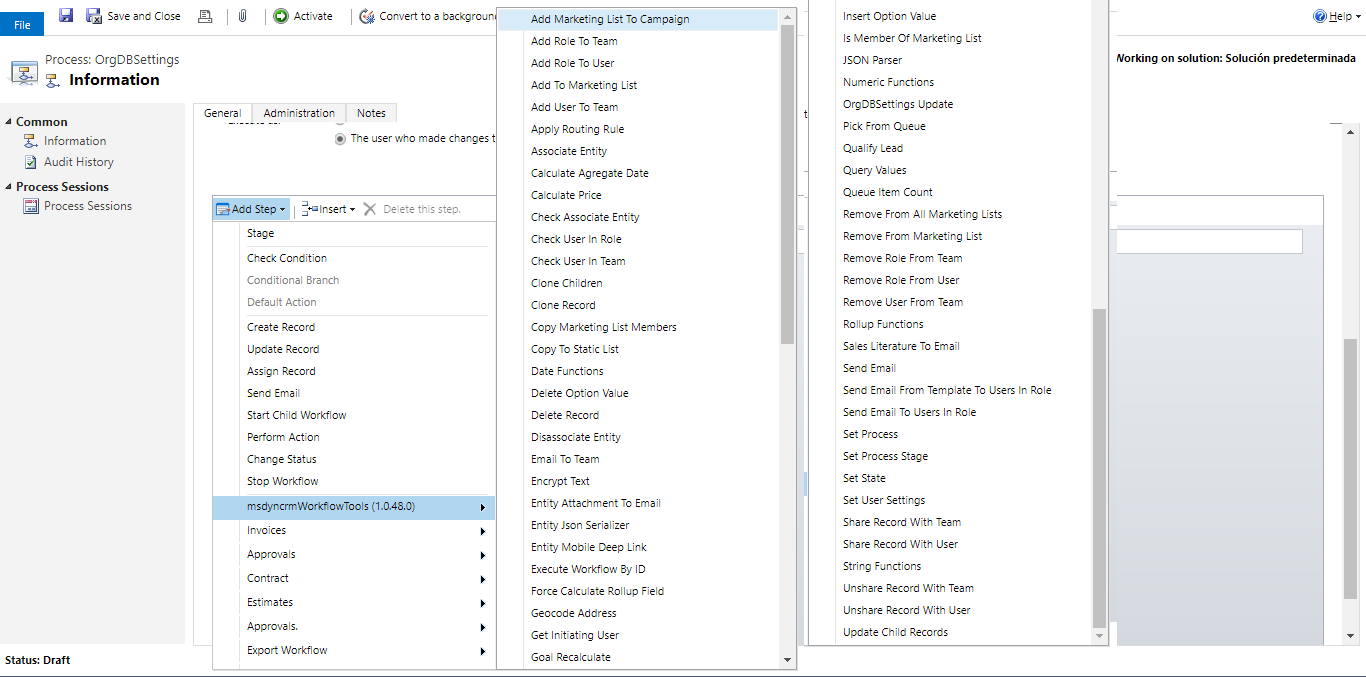 File
Save and Close
Activate
Convert to a background
Help
Process: OrgDBSettings
Information
Working on solution: Solución predeterminada
Common
Information
Audit History
Process Sessions
Process Sessions
General
Administration
Notes
The user who made changes t
Add Step
Insert
Delete this step.
Stage
Check Condition
Conditional Branch
Default Action
Create Record
Update Record
Assign Record
Send Email
Start Child Workflow
Perform Action
Change Status
Stop Workflow
msdyncrmWorkflowTools (1.0.48.0)
Invoices
Approvals
Contract
Estimates
Approvals.
Export Workflow
Add Marketing List To Campaign
Add Role To Team
Add Role To User
Add To Marketing List
Add User To Team
Apply Routing Rule
Associate Entity
Calculate Agregate Date
Calculate Price
Check Associate Entity
Check User In Role
Check User In Team
Clone Children
Clone Record
Copy Marketing List Members
Copy To Static List
Date Functions
Delete Option Value
Delete Record
Disassociate Entity
Email To Team
Encrypt Text
Entity Attachment To Email
Entity Json Serializer
Entity Mobile Deep Link
Execute Workflow By ID
Force Calculate Rollup Field
Geocode Address
Get Initiating User
Goal Recalculate
Insert Option Value
Is Member Of Marketing List
JSON Parser
Numeric Functions
OrgDBSettings Update
Pick From Queue
Qualify Lead
Query Values
Queue Item Count
Remove From All Marketing Lists
Remove From Marketing List
Remove Role From Team
Remove Role From User
Remove User From Team
Rollup Functions
Sales Literature To Email
Send Email
Send Email From Template To Users In Role
Send Email To Users In Role
Set Process
Set Process Stage
Set State
Set User Settings
Share Record With Team
Share Record With User
String Functions
Unshare Record With Team
Unshare Record With User
Update Child Records
Status: Draft